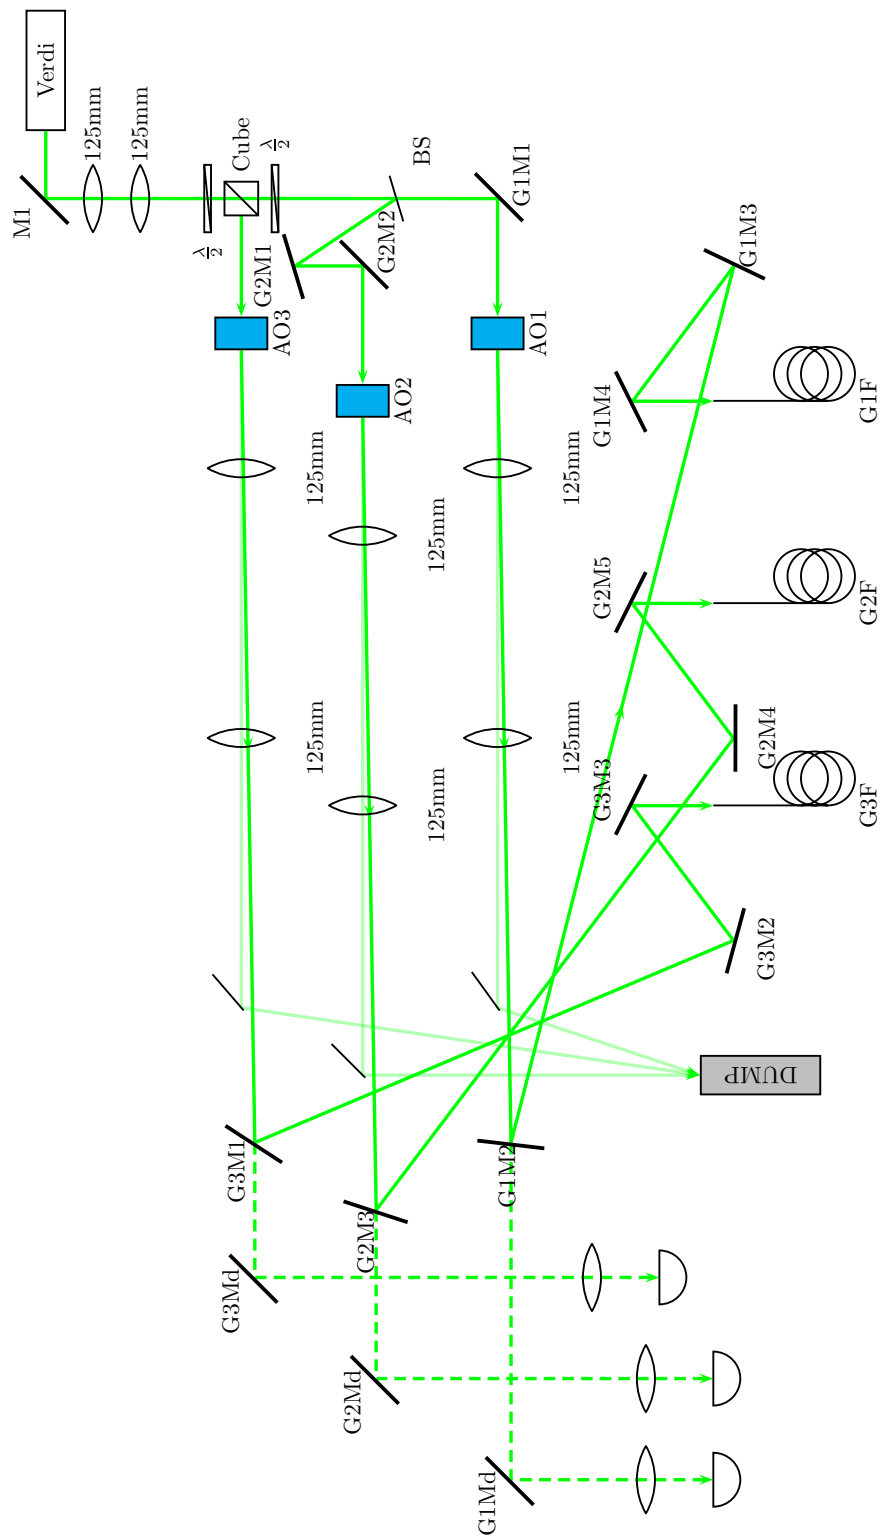 Verdi
M1
125mm
125mm
λ/2
Cube
λ/2
BS
G1M1
G2M1
G2M2
G1M3
AO3
AO2
AO1
G1M4
G1F
125mm
125mm
125mm
G2M5
G2F
125mm
125mm
125mm
G2M4
G3M3
G3F
G3M2
DUMP
G3M1
G2M3
G1M2
G3Md
G2Md
G1Md